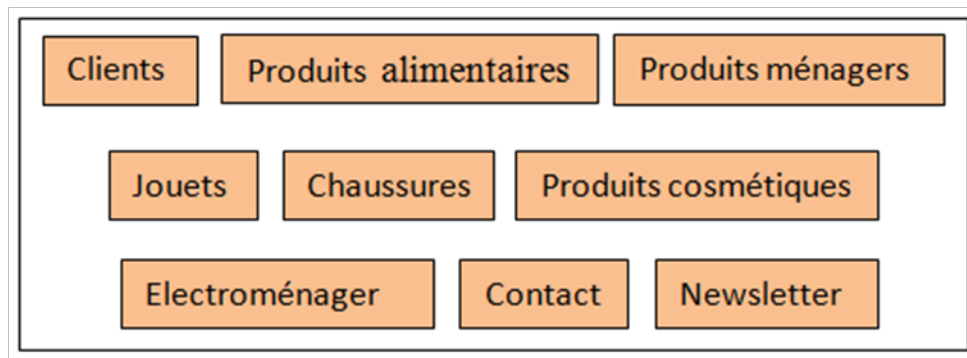 Clients Produits alimentaires Produits ménagers
Jouets Chaussures Produits cosmétiques
Electroménager Contact Newsletter